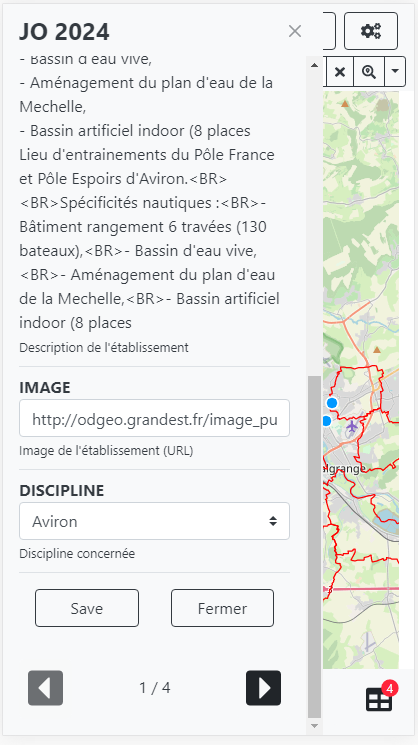 JO 2024
- Bassin d'eau vive,
- Aménagement du plan d'eau de la
Mechelle,
- Bassin artificiel indoor (8 places
Lieu d'entrainements du Pôle France
et Pôle Espoirs d'Aviron.<BR>
<BR>Spécificités nautiques :<BR>-
Bâtiment rangement 6 travées (130
bateaux),<BR>- Bassin d'eau vive,
<BR>- Aménagement du plan d'eau
de la Mechelle,<BR>- Bassin artificiel
indoor (8 places
Description de l'établissement
IMAGE
http://odgeo.grandest.fr/image_pu
Image de l'établissement (URL)
DISCIPLINE
Aviron
Discipline concernée
Save Fermer
1 / 4
algrange
4